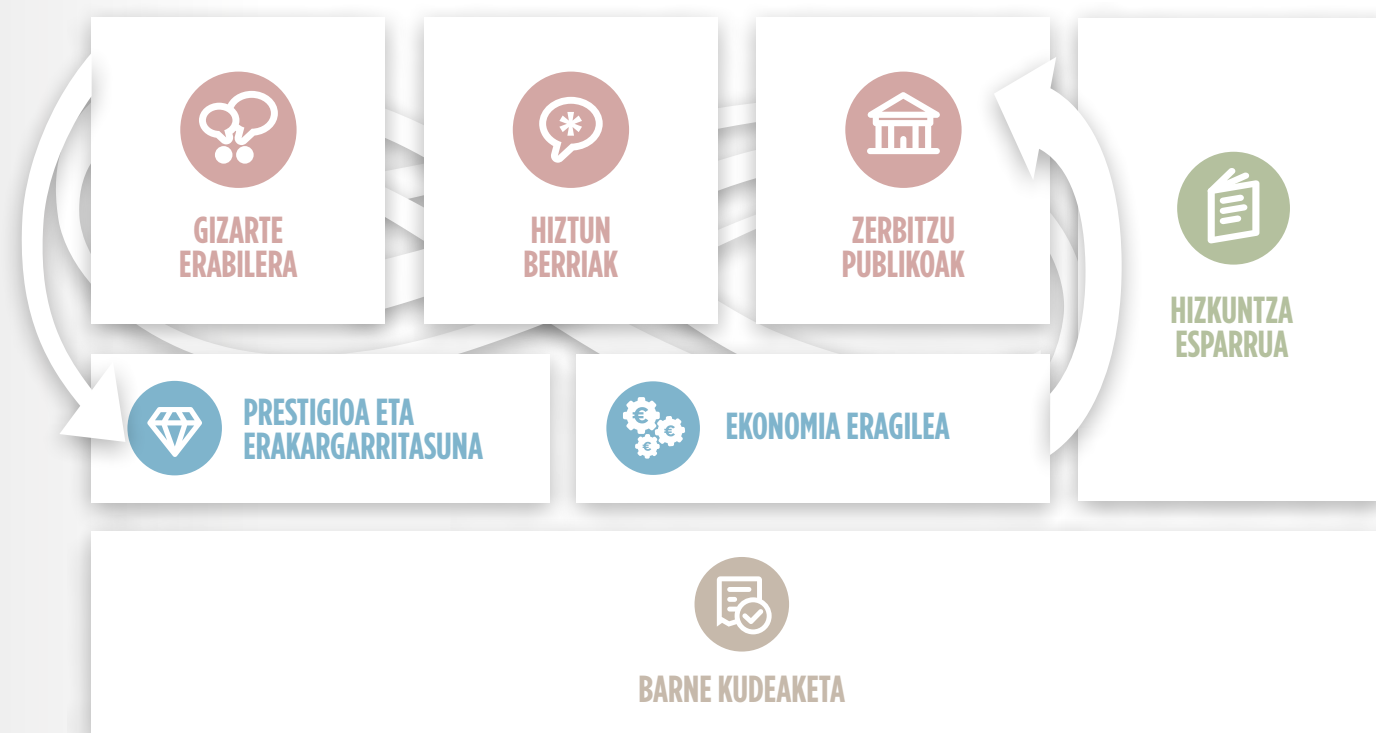 GIZARTE
ERABILERA
HIZTUN
BERRIAK
ZERBITZU
PUBLIKOAK
HIZKUNTZA
ESPARRUA
PRESTIGIOA ETA
ERAKARGARRITASUNA
€
€
€
EKONOMIA ERAGILEA
BARNE KUDEAKETA